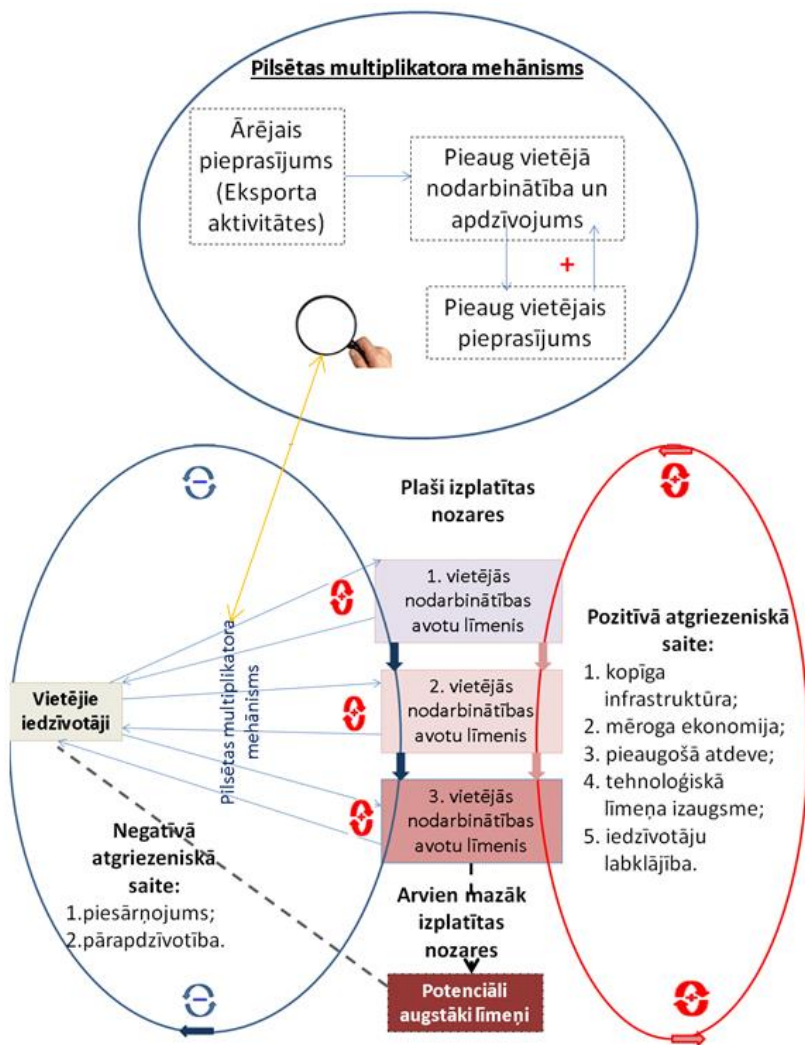 Pilsētas multiplikatora mehānisms
Ārējais
pieprasījums
(Eksporta
aktivitātes)
Pieaug vietējā
nodarbinātība un
apdzīvojums
+
Pieaug vietējais
pieprasījums
Plaši izplatītas
nozares
1. vietējās
nodarbinātības
avotu līmenis
2. vietējās
nodarbinātības
avotu līmenis
3. vietējās
nodarbinātības
avotu līmenis
Vietējie
iedzīvotāji
Pilsētas multiplikatora
mehānisms
Pozitīvā atgriezeniskā
saite:
1. kopīga
infrastruktūra;
2. mēroga ekonomija;
3. pieaugošā atdeve;
4. tehnoloģiskā
līmeņa izaugsme;
5. iedzīvotāju
labklājība.
Negatīvā
atgriezeniskā
saite:
1.piesārņojums;
2.pārapdzīvotība.
Arvien mazāk
izplatītas
nozares
Potenciāli
augstāki līmeņi